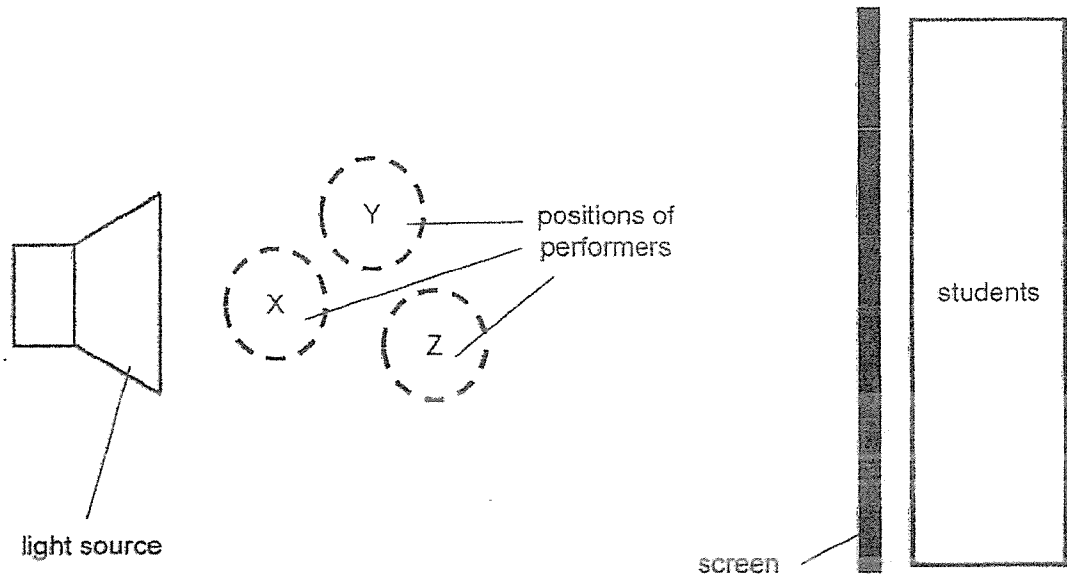 Y
positions of
performers
X
students
Z
light source
screen